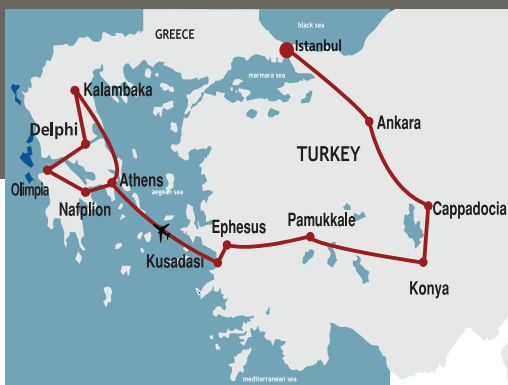 black sea
GREECE
Istanbul
marmara sea
Kalambaka
Ankara
Delphi
TURKEY
Athens
Olimpia
aegean sea
Nafplion
Cappadocia
Ephesus
Pamukkale
Kusadasi
Konya
mediterranean sea